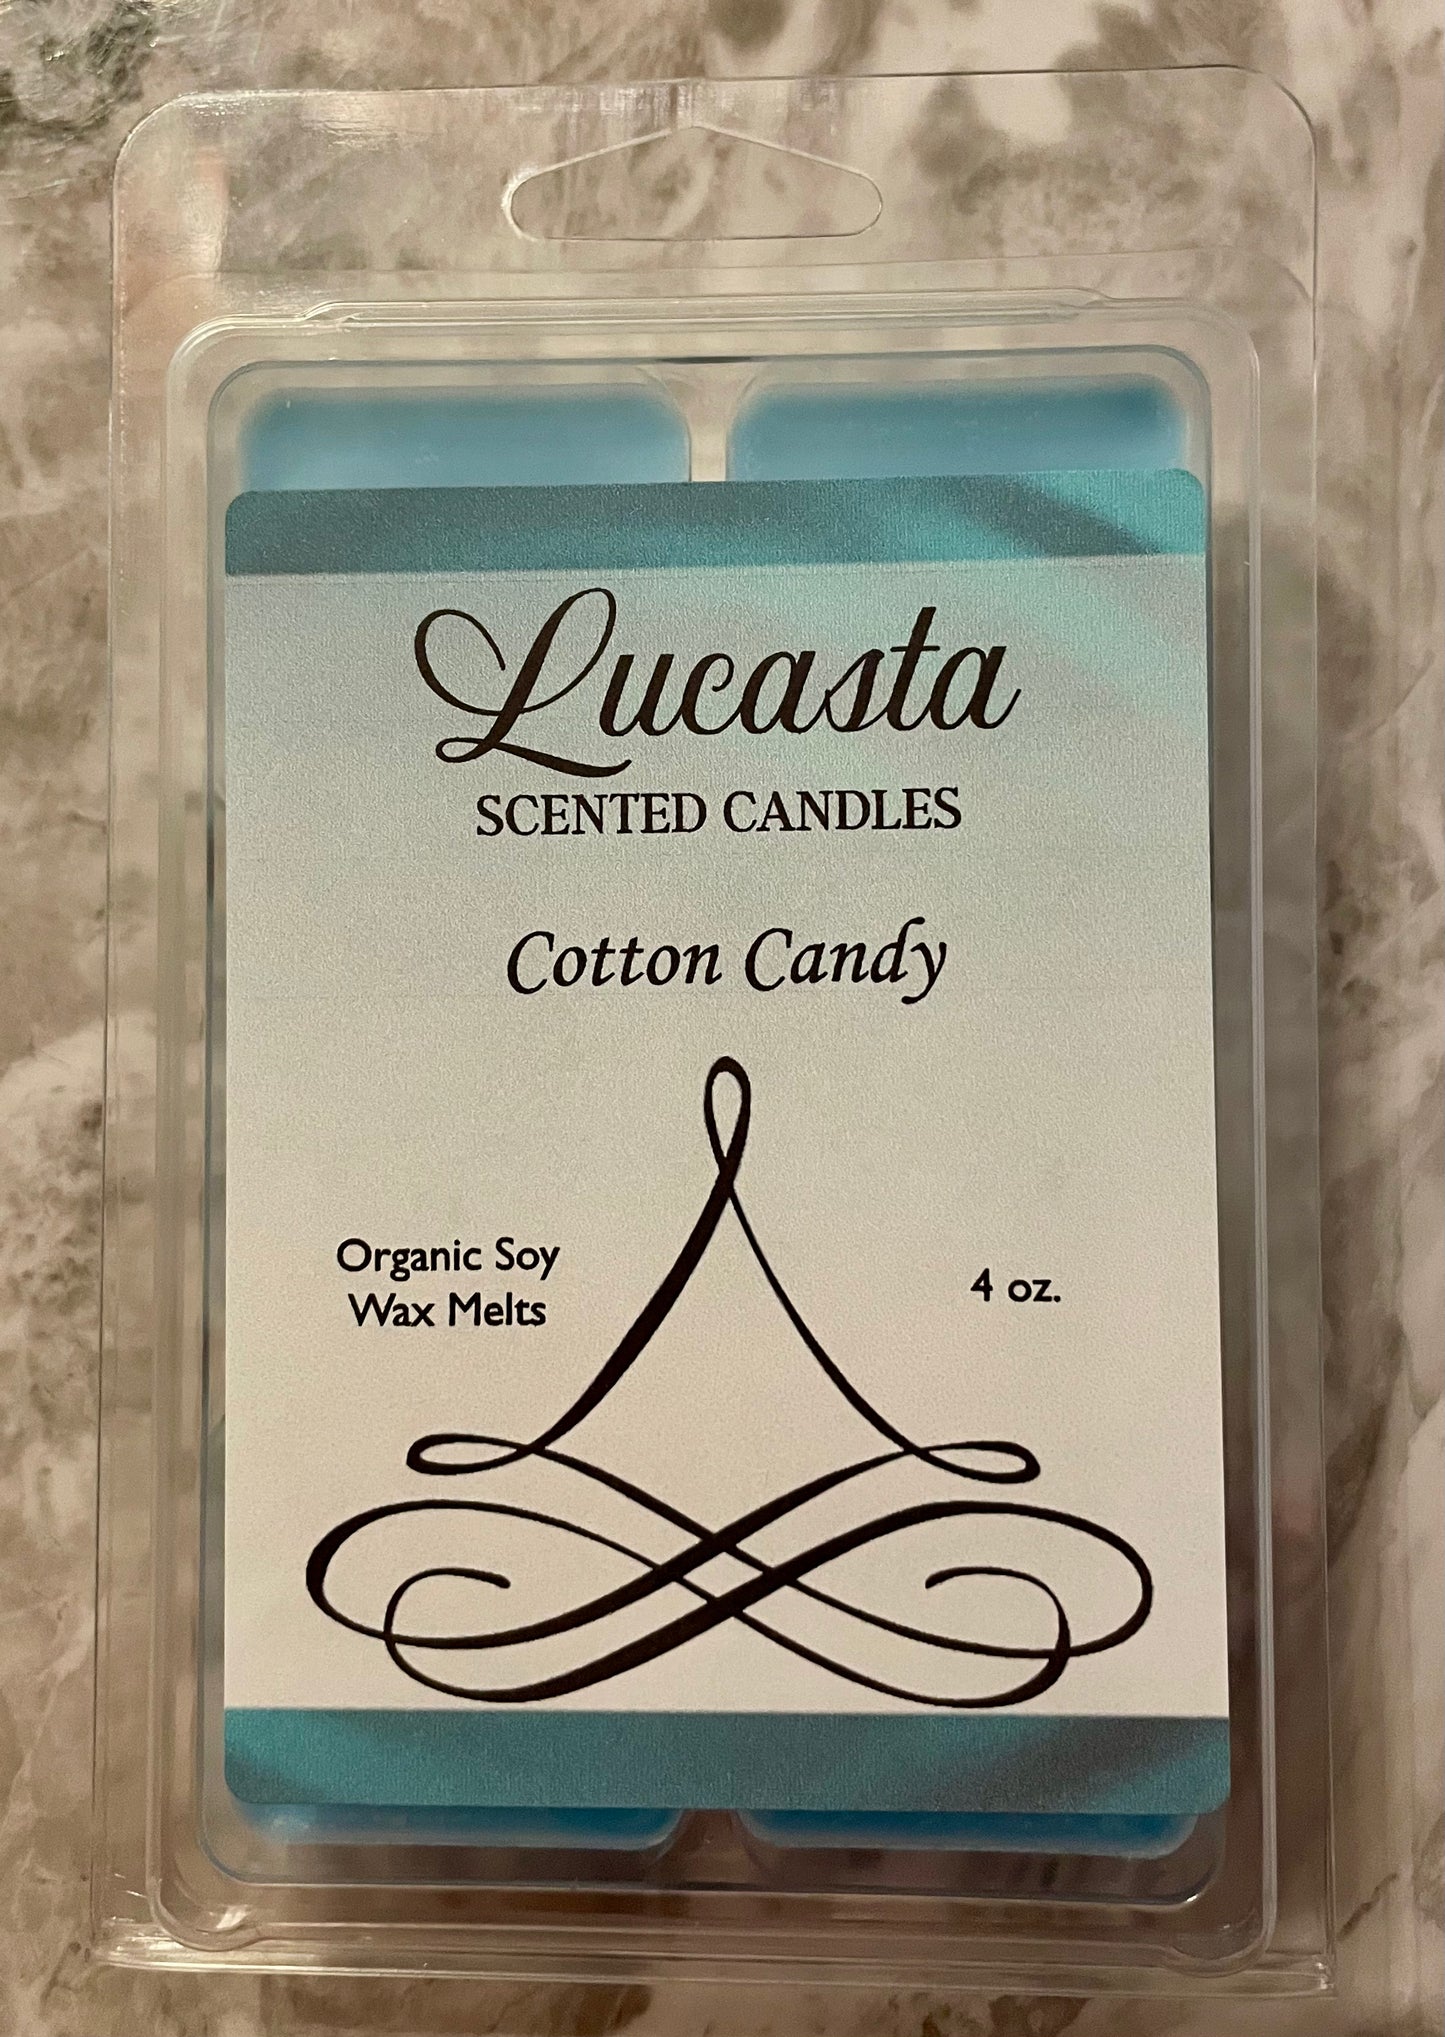 Lucasta
SCENTED CANDLES
Cotton Candy
Organic Soy
Wax Melts
4 oz.